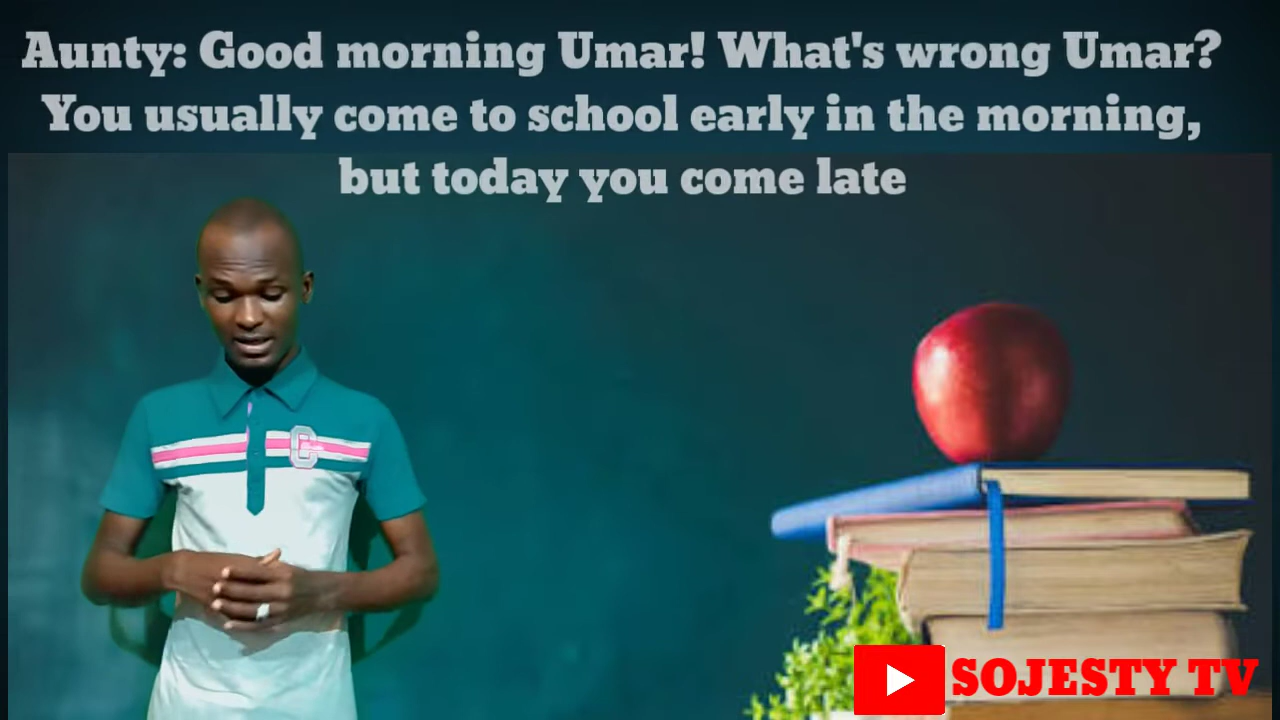 Aunty: Good morning Umar! What's wrong Umar?
You usually come to school early in the morning,
but today you come late
C
SOJESTY TV